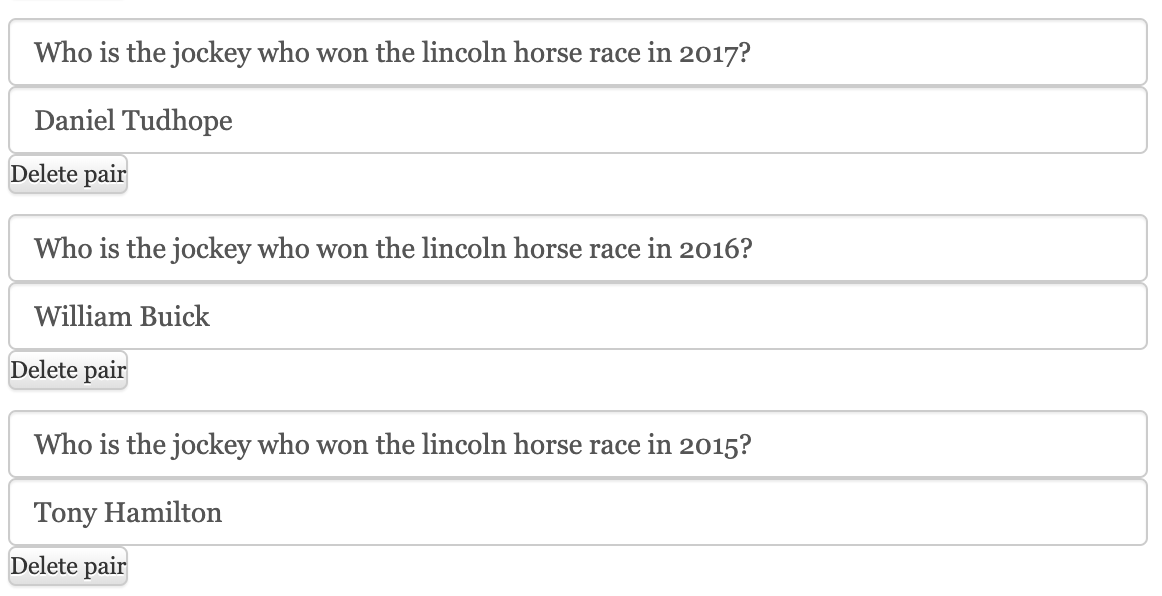 Who is the jockey who won the lincoln horse race in 2017?
Daniel Tudhope
Delete pair
Who is the jockey who won the lincoln horse race in 2016?
William Buick
Delete pair
Who is the jockey who won the lincoln horse race in 2015?
Tony Hamilton
Delete pair